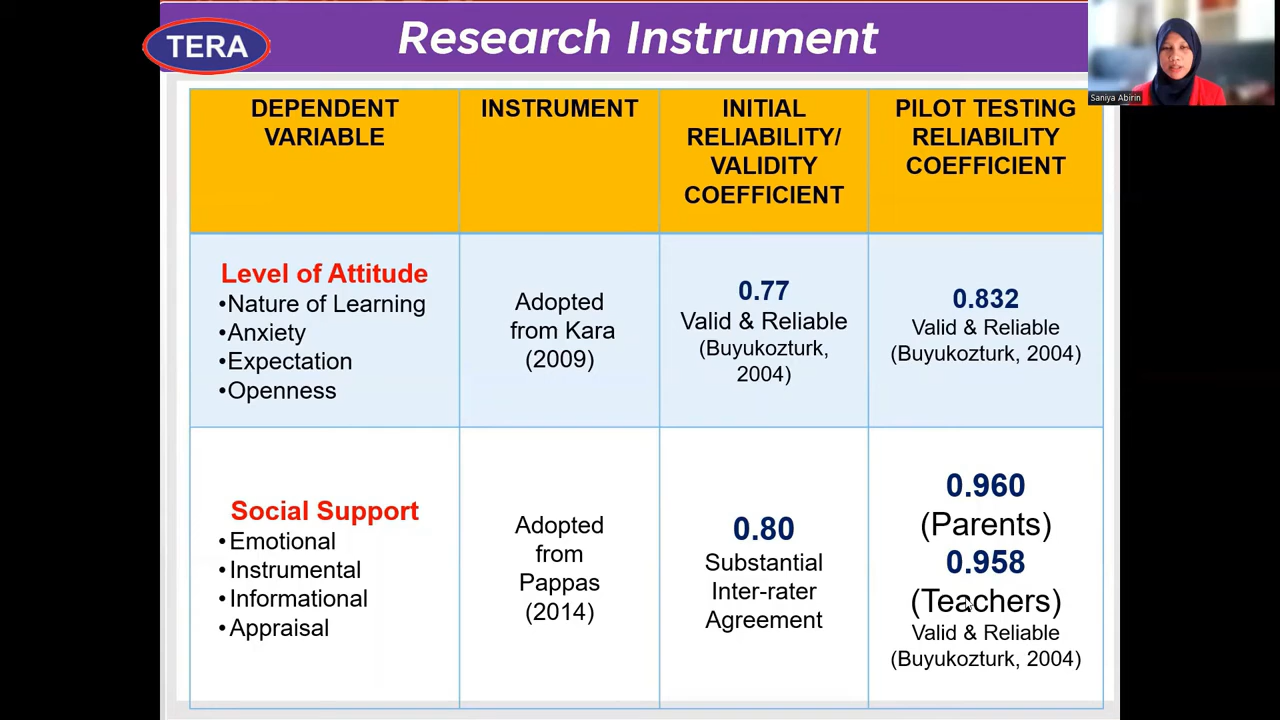 TERA
Research Instrument
Saniya Abirin
DEPENDENT
VARIABLE
INSTRUMENT
INITIAL
RELIABILITY/
VALIDITY
COEFFICIENT
PILOT TESTING
RELIABILITY
COEFFICIENT
Level of Attitude
•Nature of Learning
•Anxiety
•Expectation
•Openness
Adopted
from Kara
(2009)
0.77
Valid & Reliable
(Buyukozturk,
2004)
0.832
Valid & Reliable
(Buyukozturk, 2004)
Social Support
•Emotional
•Instrumental
•Informational
•Appraisal
Adopted
from
Pappas
(2014)
0.80
Substantial
Inter-rater
Agreement
0.960
(Parents)
0.958
(Teachers)
Valid & Reliable
(Buyukozturk, 2004)